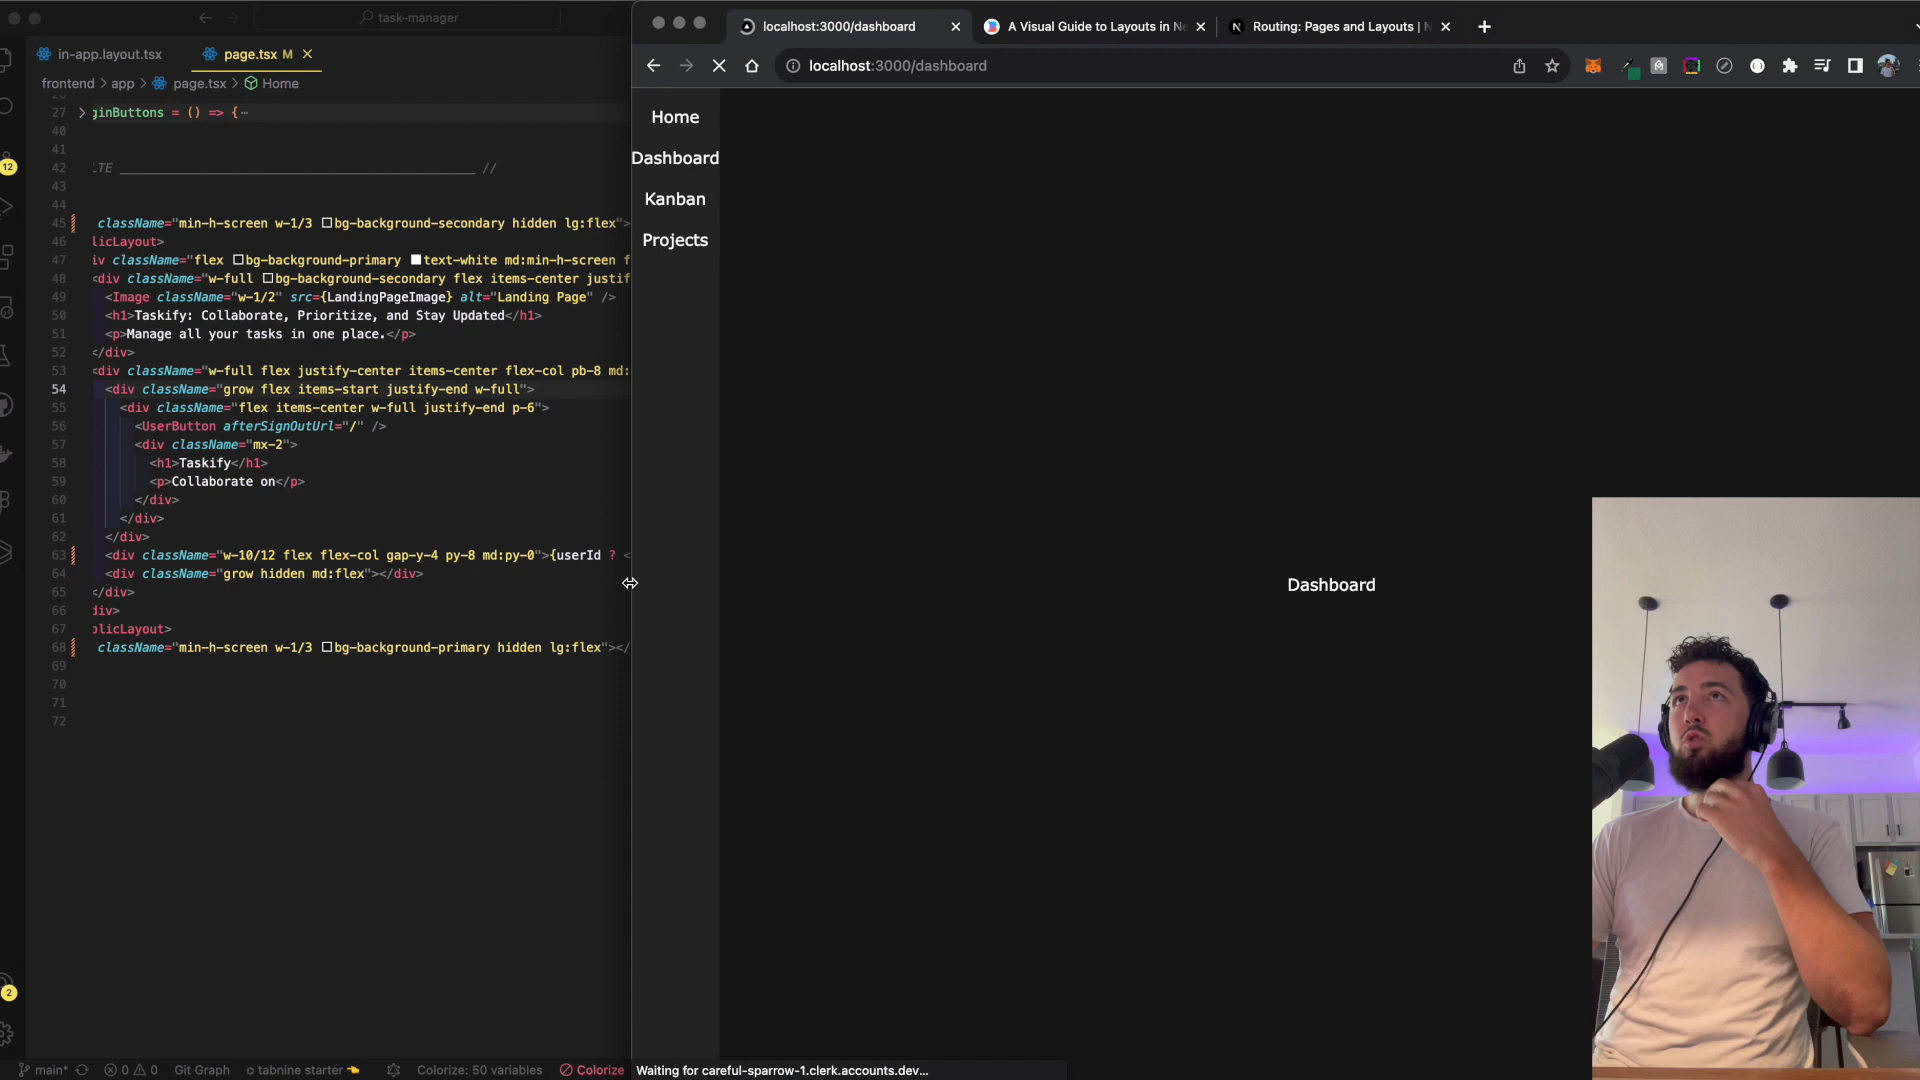 task-manager
in-app.layout.tsx
page.tsx M
frontend > app > page.tsx > Home
27 ginButtons = () => {⋯
40
41
42 .TE //
43
44
45 className="min-h-screen w-1/3 bg-background-secondary hidden lg:flex">
46 licLayout>
47 iv className="flex bg-background-primary text-white md:min-h-screen f
48 <div className="w-full bg-background-secondary flex items-center justif
49 <Image className="w-1/2" src={LandingPageImage} alt="Landing Page" />
50 <h1>Taskify: Collaborate, Prioritize, and Stay Updated</h1>
51 <p>Manage all your tasks in one place.</p>
52 </div>
53 <div className="w-full flex justify-center items-center flex-col pb-8 md:
54 <div className="grow flex items-start justify-end w-full">
55 <div className="flex items-center w-full justify-end p-6">
56 <UserButton afterSignOutUrl="/" />
57 <div className="mx-2">
58 <h1>Taskify</h1>
59 <p>Collaborate on</p>
60 </div>
61 </div>
62 </div>
63 <div className="w-10/12 flex flex-col gap-y-4 py-8 md:py-0">{userId ? <
64 <div className="grow hidden md:flex"></div>
65 </div>
66 div>
67 licLayout>
68 className="min-h-screen w-1/3 bg-background-primary hidden lg:flex"></
69
70
71
72
12
2
main*
0 0
Git Graph
tabnine starter
Colorize: 50 variables
Colorize
localhost:3000/dashboard
A Visual Guide to Layouts in Ne
Routing: Pages and Layouts | N
localhost:3000/dashboard
Home
Dashboard
Kanban
Projects
Dashboard
Waiting for careful-sparrow-1.clerk.accounts.dev...